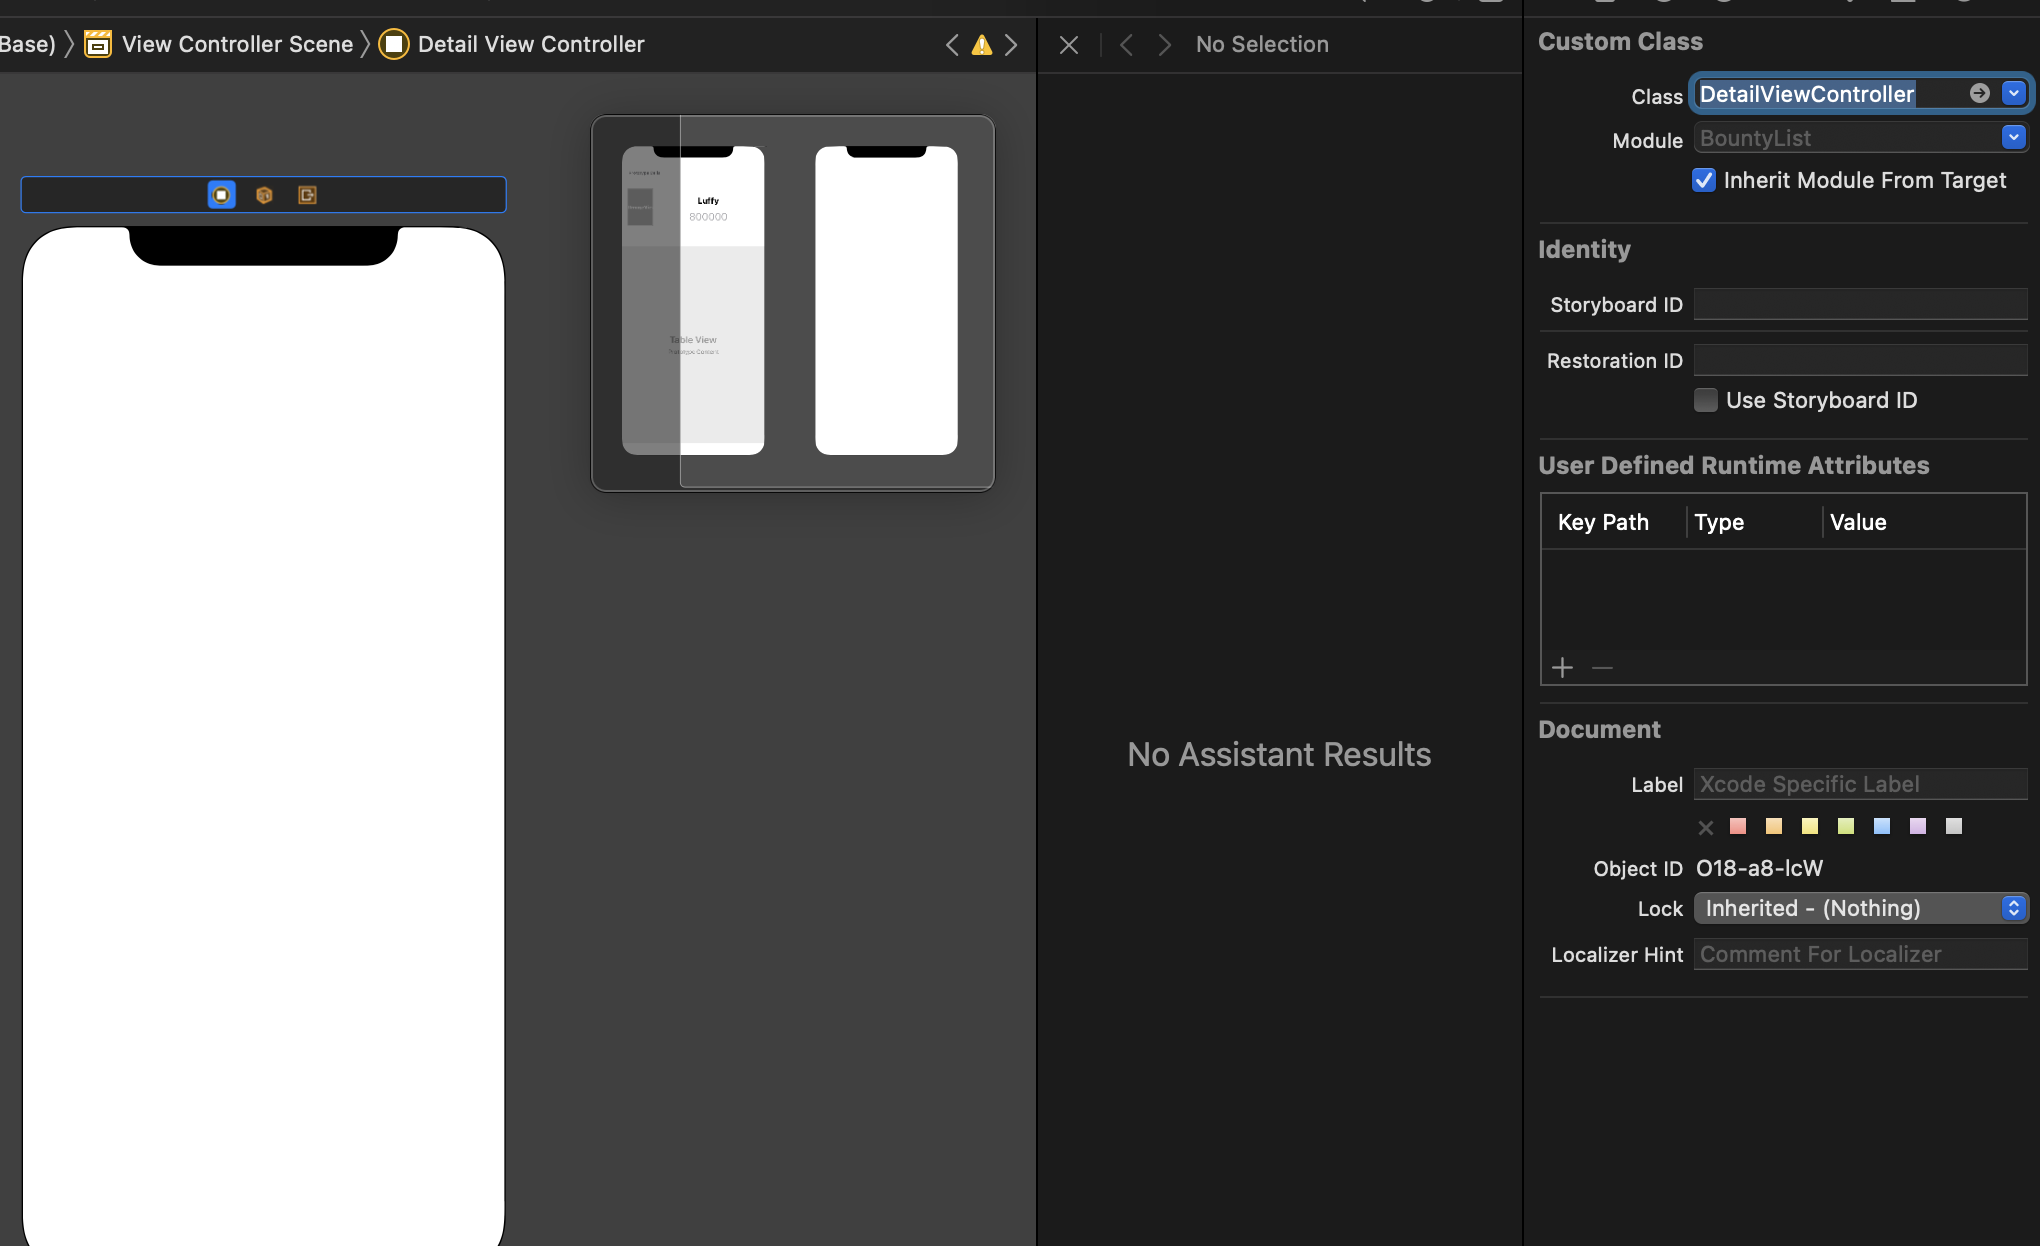 Base) 〉 View Controller Scene 〉 Detail View Controller
Luffy
800000
Table View
Prototype Content
No Selection
No Assistant Results
Custom Class
Class DetailViewController
Module BountyList
Inherit Module From Target
Identity
Storyboard ID
Restoration ID
Use Storyboard ID
User Defined Runtime Attributes
Key Path Type Value
Document
Label Xcode Specific Label
Object ID O18-a8-lcW
Lock Inherited - (Nothing)
Localizer Hint Comment For Localizer